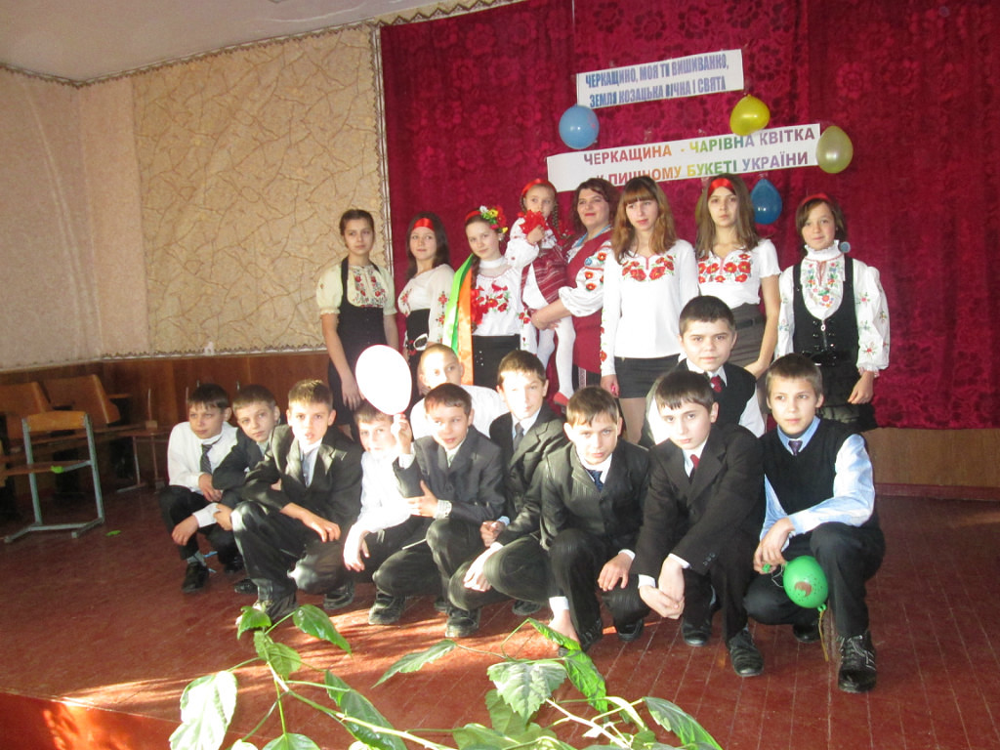 ЧЕРКАЩИНО, МОЯ ТИ ВИШИВАНКО,
ЗЕМЛЯ КОЗАЦЬКА ВІЧНА І СВЯТА
ЧЕРКАЩИНА - ЧАРІВНА КВІТКА
У ПИШНОМУ БУКЕТІ УКРАЇНИ